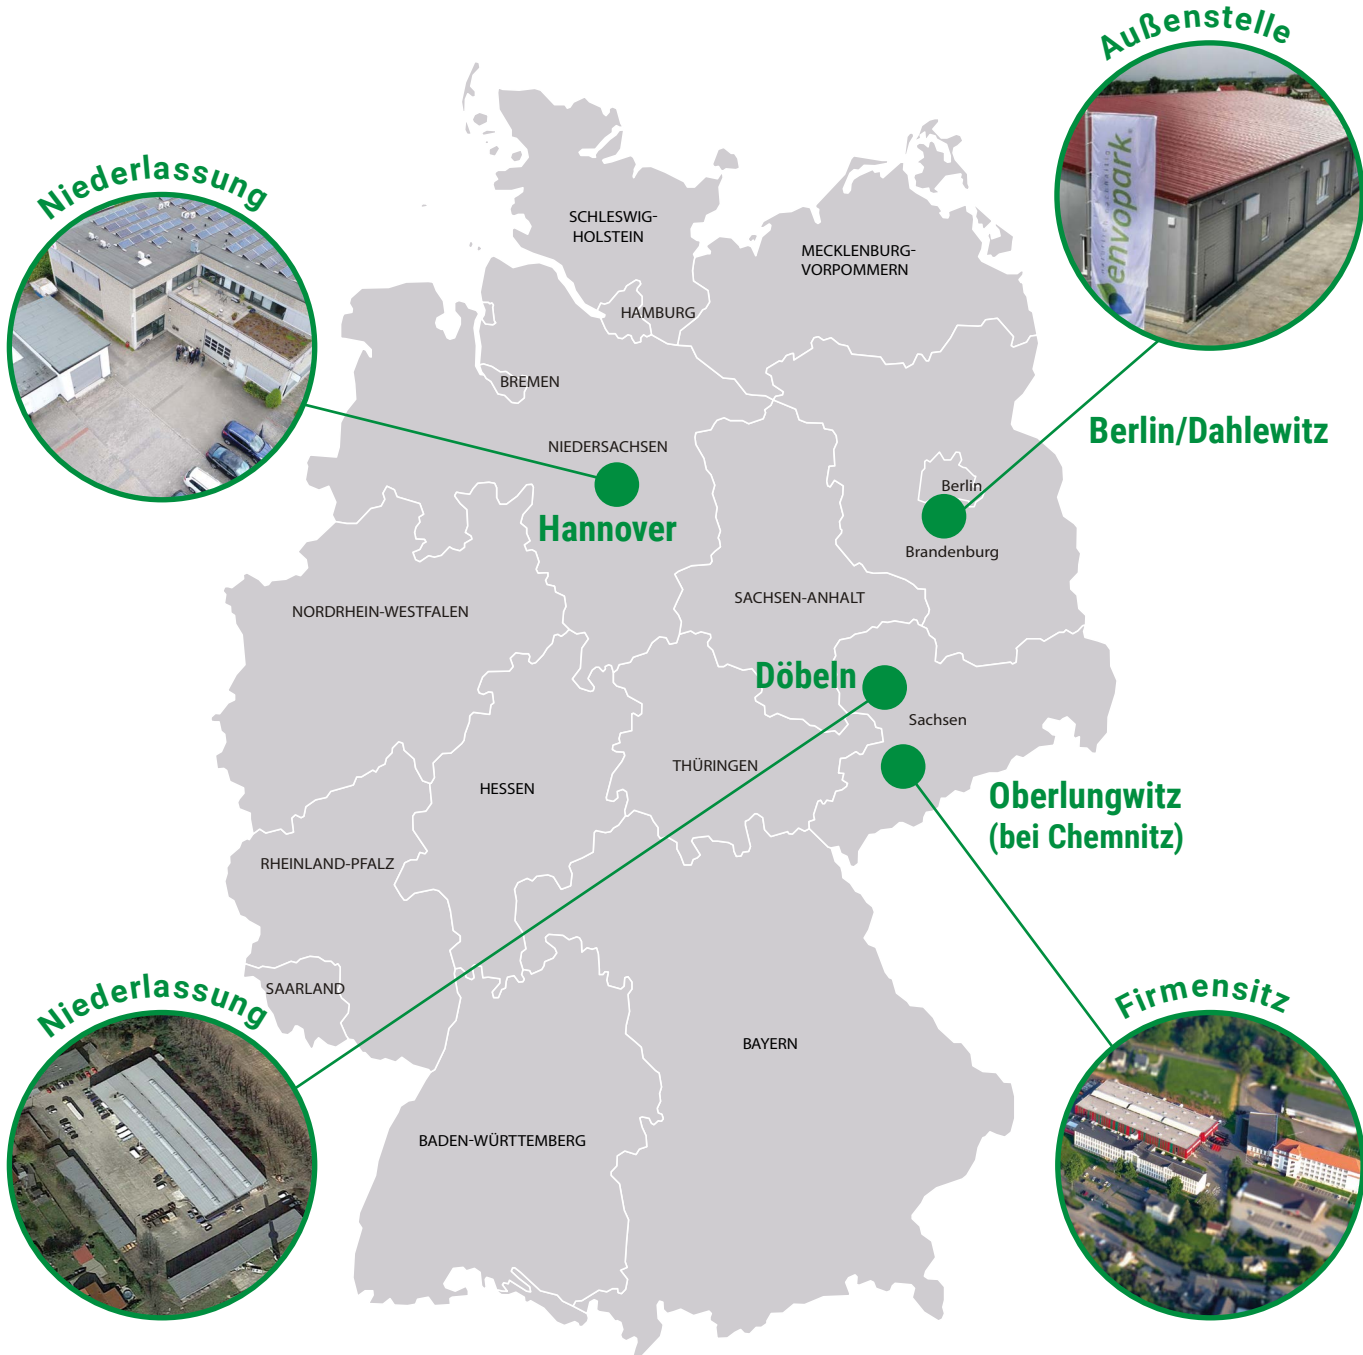 Außenstelle
envopark.
Niederlassung
SCHLESWIG-
HOLSTEIN
MECKLENBURG-
VORPOMMERN
HAMBURG
BREMEN
Berlin/Dahlewitz
NIEDERSACHSEN
Berlin
Hannover
Brandenburg
SACHSEN-ANHALT
NORDRHEIN-WESTFALEN
Döbeln
Sachsen
THÜRINGEN
HESSEN
Oberlungwitz
(bei Chemnitz)
RHEINLAND-PFALZ
SAARLAND
Niederlassung
Firmensitz
BAYERN
BADEN-WÜRTTEMBERG